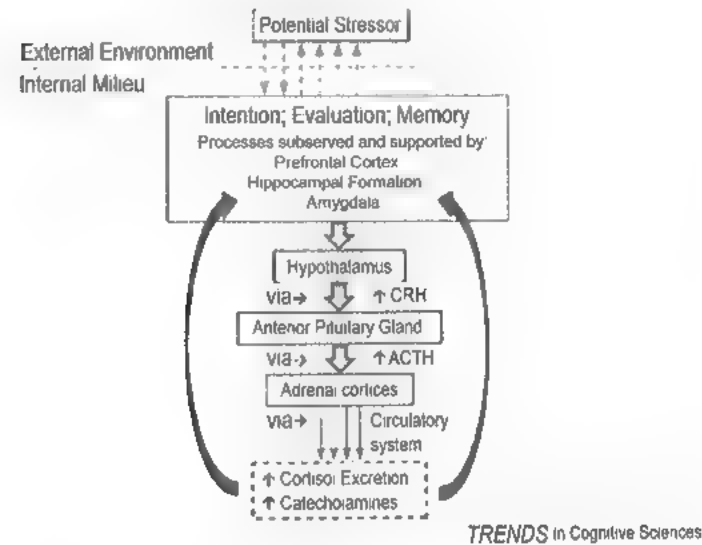 Potential Stressor
External Environment
Internal Milieu
Intention; Evaluation; Memory
Processes subserved and supported by:
Prefrontal Cortex
Hippocampal Formation
Amygdala
Hypothalamus
via→ ↑ CRH
Anterior Pituitary Gland
via→ ↑ ACTH
Adrenal cortices
via→ Circulatory
system
↑ Cortisol Excretion
↑ Catecholamines
TRENDS in Cognitive Sciences